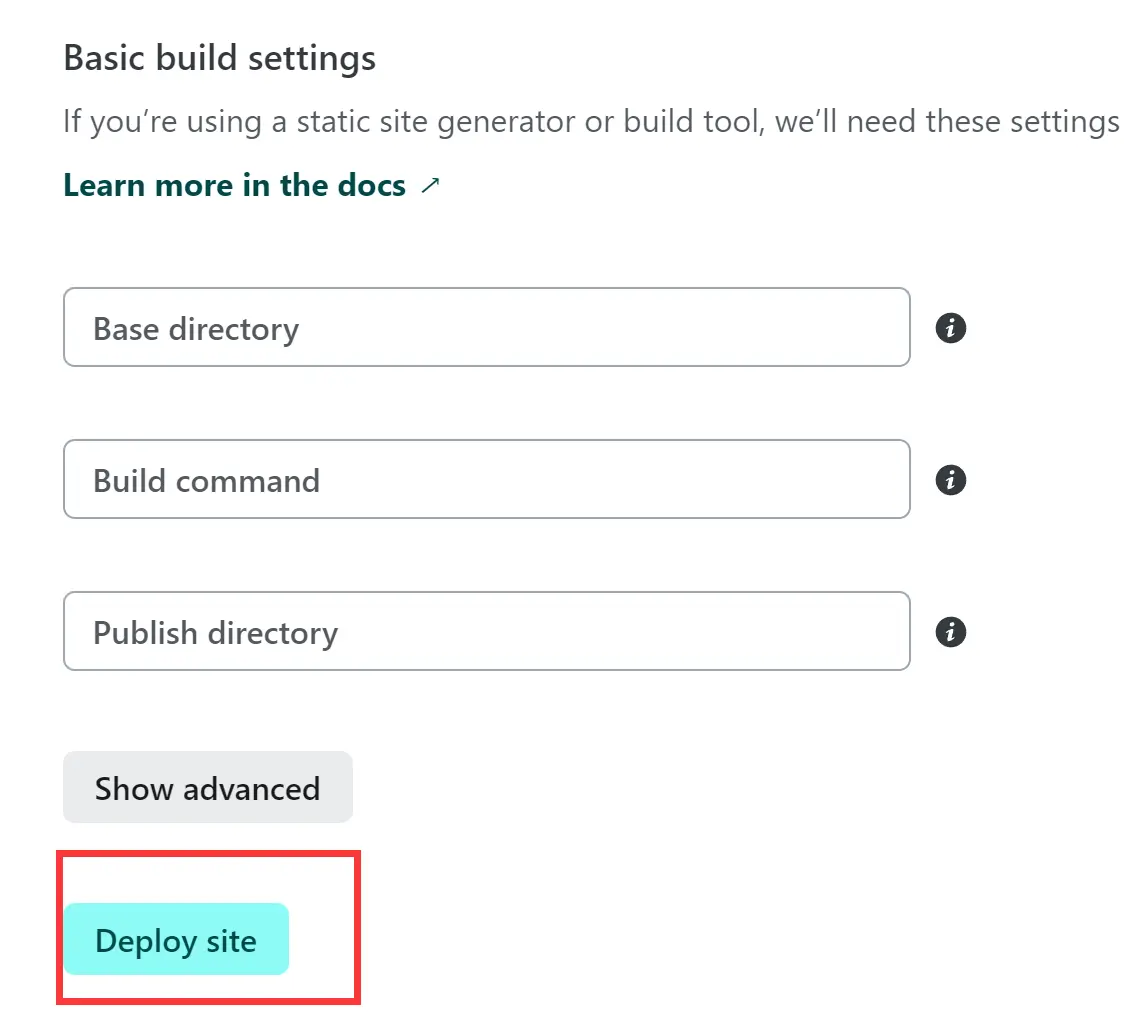 Basic build settings
If you’re using a static site generator or build tool, we’ll need these settings
Learn more in the docs ↗
Base directory
Build command
Publish directory
Show advanced
Deploy site